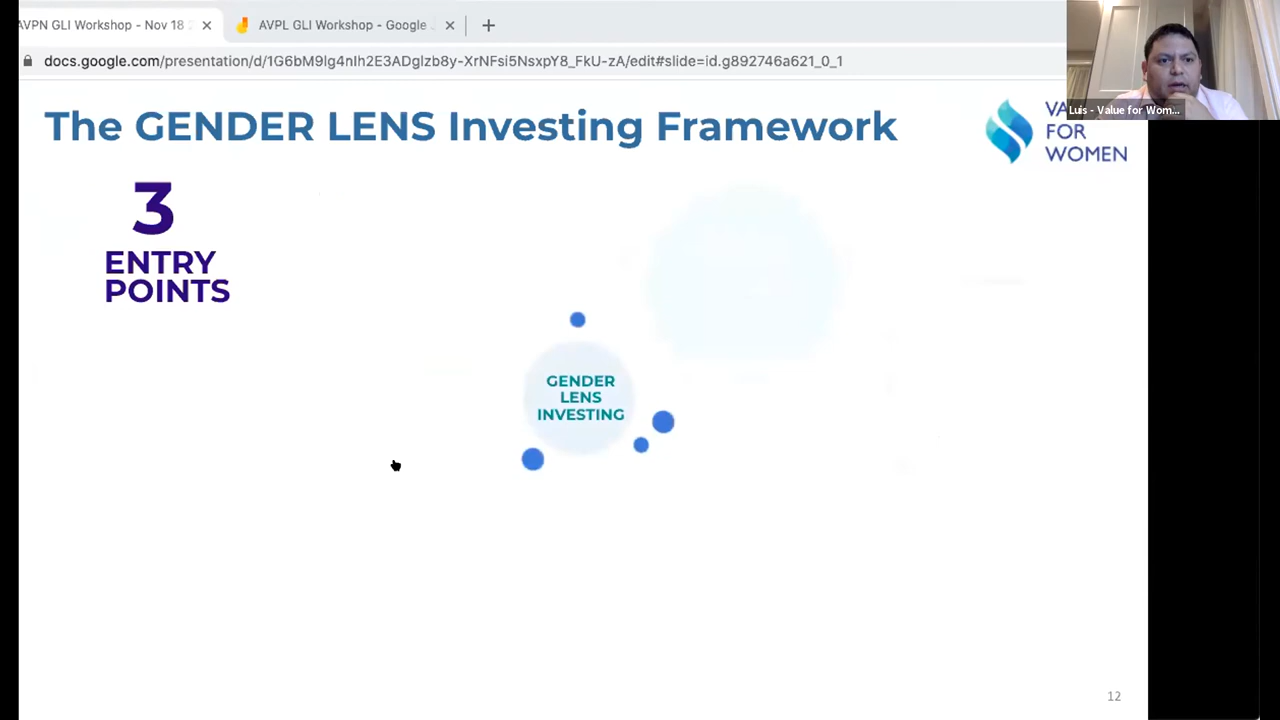 AVPN GLI Workshop - Nov 18 2
AVPL GLI Workshop - Google J
docs.google.com/presentation/d/1G6bM9lg4nIh2E3ADglzb8y-XrNFsi5NsxpY8_FkU-zA/edit#slide=id.g892746a621_0_1
Luis - Value for Wom...
The GENDER LENS Investing Framework
VA
FOR
WOMEN
3
ENTRY
POINTS
GENDER
LENS
INVESTING
12